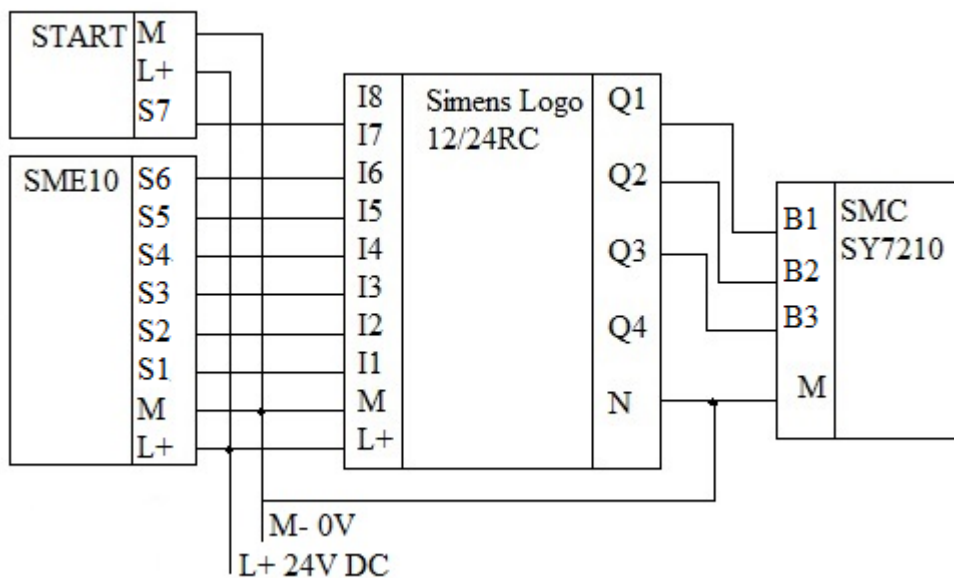 START
M
L+
S7
SME10
S6
S5
S4
S3
S2
S1
M
L+
I8
I7
I6
I5
I4
I3
I2
I1
M
L+
Simens Logo
12/24RC
Q1
Q2
Q3
Q4
N
B1
B2
B3
M
SMC
SY7210
M- 0V
L+ 24V DC